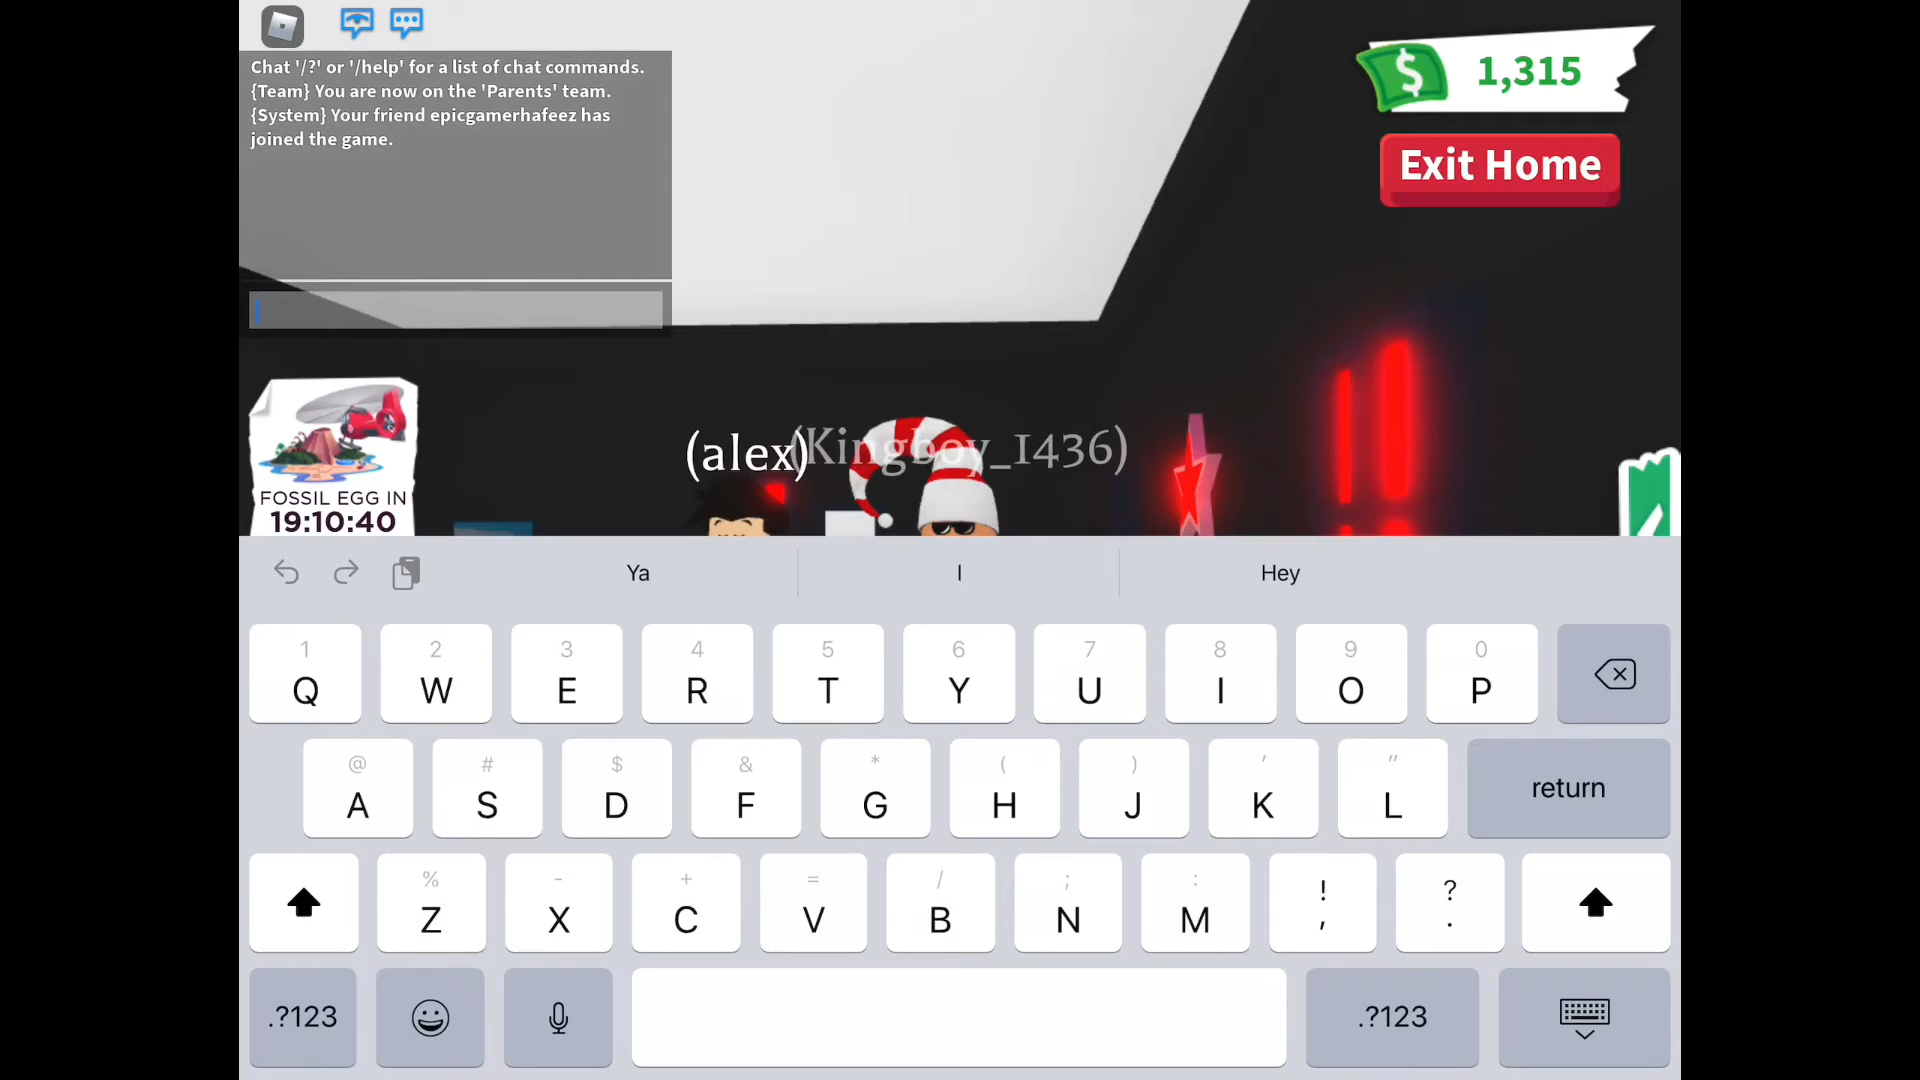 Chat '/?' or '/help' for a list of chat commands.
{Team} You are now on the 'Parents' team.
{System} Your friend epicgamerhafeez has
joined the game.
1,315
Exit Home
FOSSIL EGG IN
19:10:40
(alex)
(Kingboy_1436)
Ya I Hey
1 2 3 4 5 6 7 8 9 0
Q W E R T Y U I O P
@ # $ & * ( ) ' "
A S D F G H J K L return
% - + = / ; : ! ?
Z X C V B N M , .
.?123 .?123